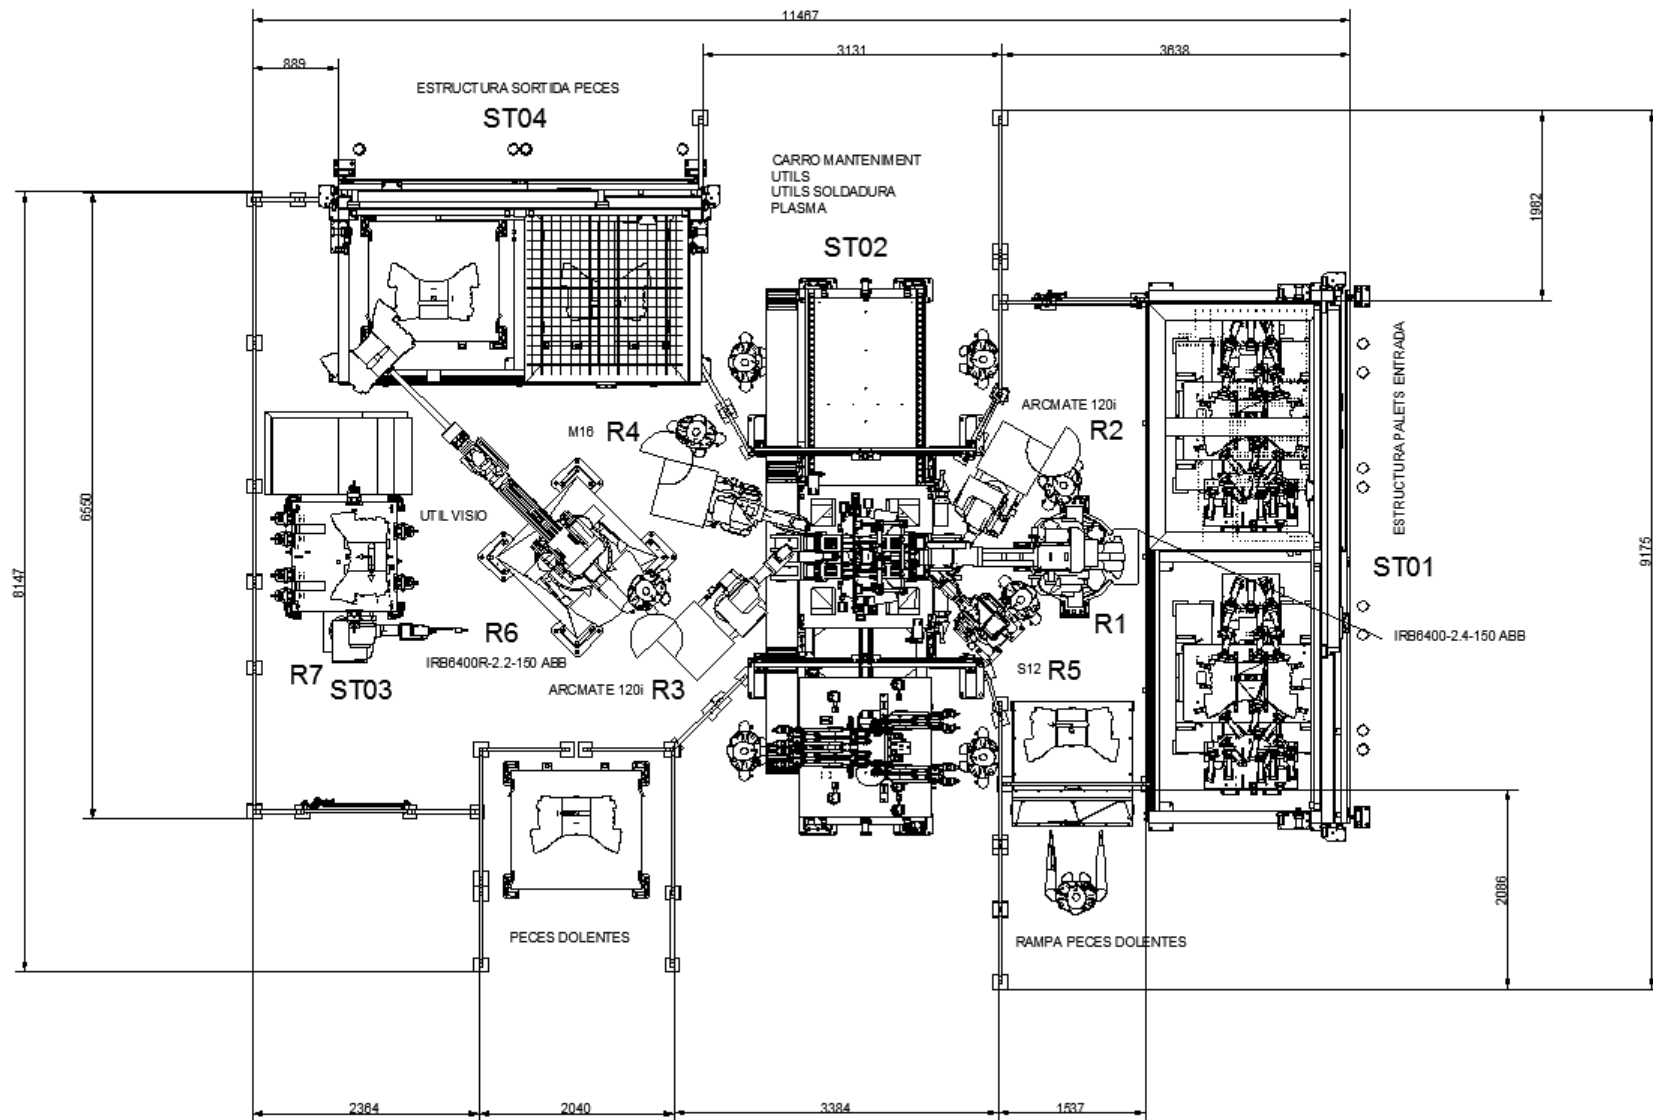 11467
3131
3638
889
ESTRUCTURA SORTIDA PECES
ST04
CARRO MANTENIMENT
UTILS
UTILS SOLDADURA
PLASMA
ST02
1982
ARCMATE 120i
R2
M16
R4
ESTRUCTURA PALETS ENTRADA
6550
UTIL VISIO
8147
9175
ST01
R1
R6
IRB6400R-2.2-150 ABB
IRB6400-2.4-150 ABB
R7
ST03
ARCMATE 120i
R3
S12
R5
2086
PECES DOLENTES
RAMPA PECES DOLENTES
2364
2040
3384
1537